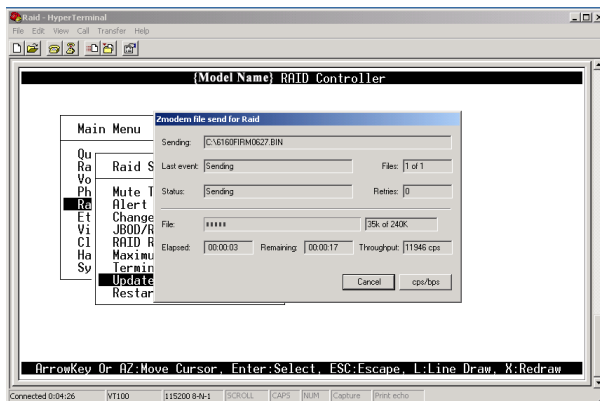 Raid - HyperTerminal
File Edit View Call Transfer Help
{Model Name} RAID Controller
Main Menu
Qu
Ra
Vo
Ph
Ra
Et
Vi
Cl
Ha
Sy
Raid S
Mute T
Alert
Change
JBOD/R
RAID R
Maximu
Termin
Update
Restar
Zmodem file send for Raid
Sending: C:\6160FIRM0627.BIN
Last event: Sending Files: 1 of 1
Status: Sending Retries: 0
File: 35k of 240K
Elapsed: 00:00:03 Remaining: 00:00:17 Throughput: 11946 cps
Cancel cps/bps
ArrowKey Or AZ:Move Cursor, Enter:Select, ESC:Escape, L:Line Draw, X:Redraw
Connected 0:04:26 VT100 115200 8-N-1 SCROLL CAPS NUM Capture Print echo